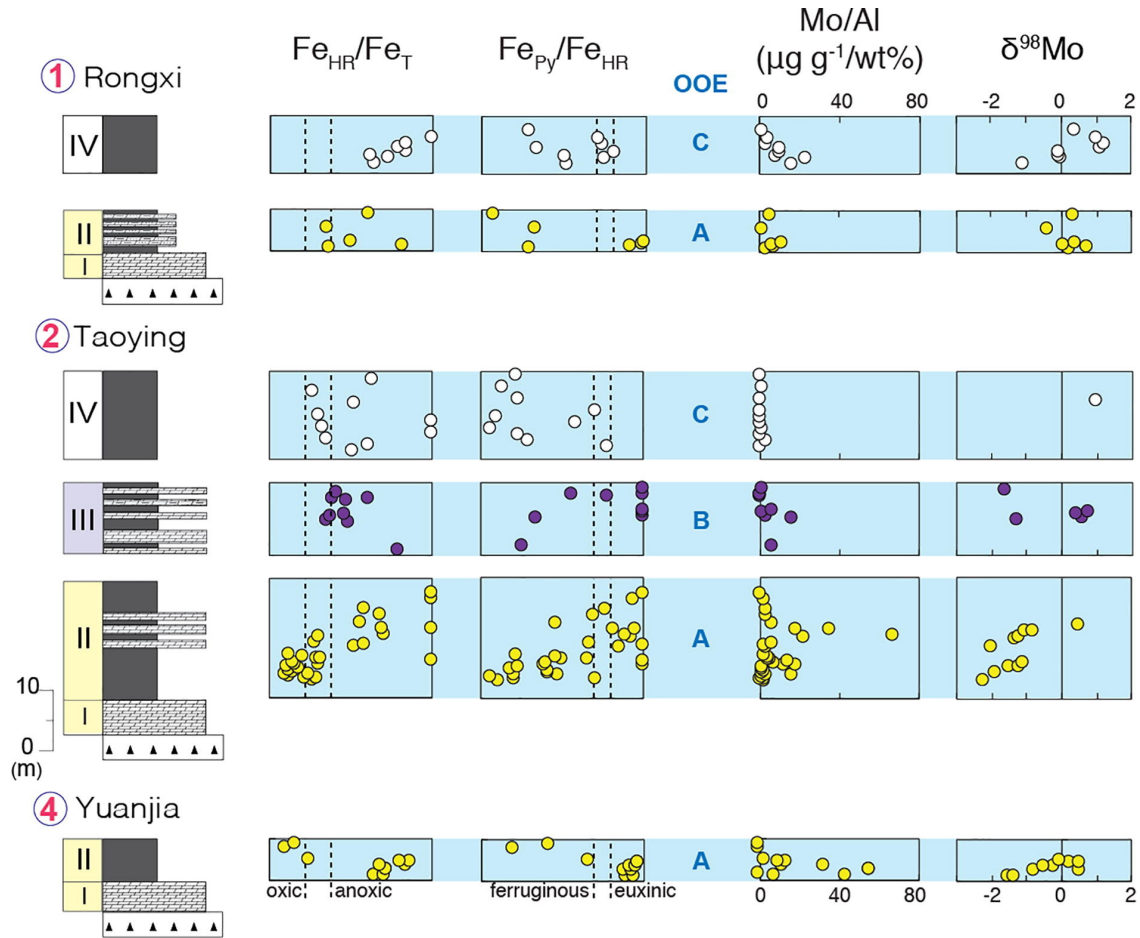 Fe_HR/Fe_T
Fe_Py/Fe_HR
OOE
Mo/Al
(µg g⁻¹/wt%)
δ⁹⁸Mo
0 40 80
-2 0 2
1 Rongxi
IV
C
II
A
I
2 Taoying
IV
C
III
B
II
A
I
10
0
(m)
4 Yuanjia
II
A
I
oxic
anoxic
ferruginous
euxinic
0 40 80
-2 0 2